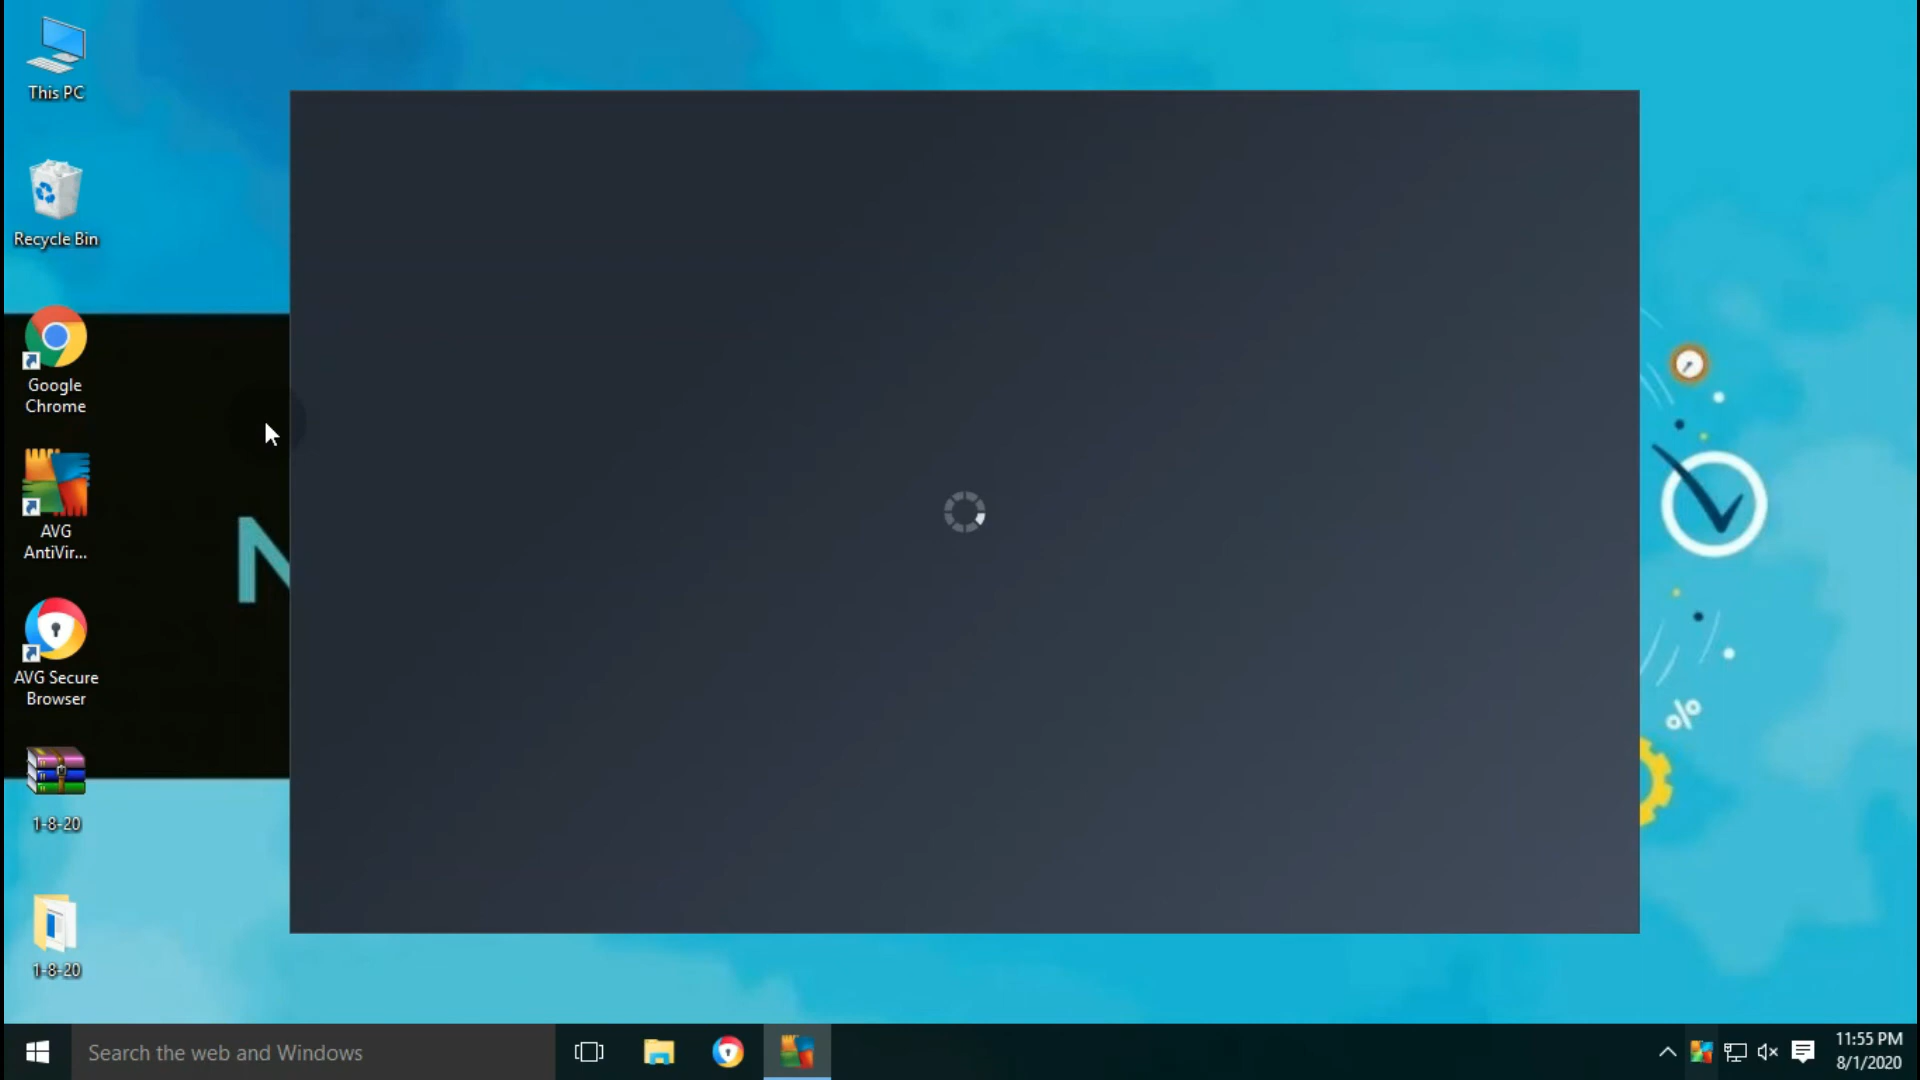 This PC
Recycle Bin
Google
Chrome
AVG
AntiVir...
AVG Secure
Browser
1-8-20
1-8-20
N
%
Search the web and Windows
11:55 PM
8/1/2020